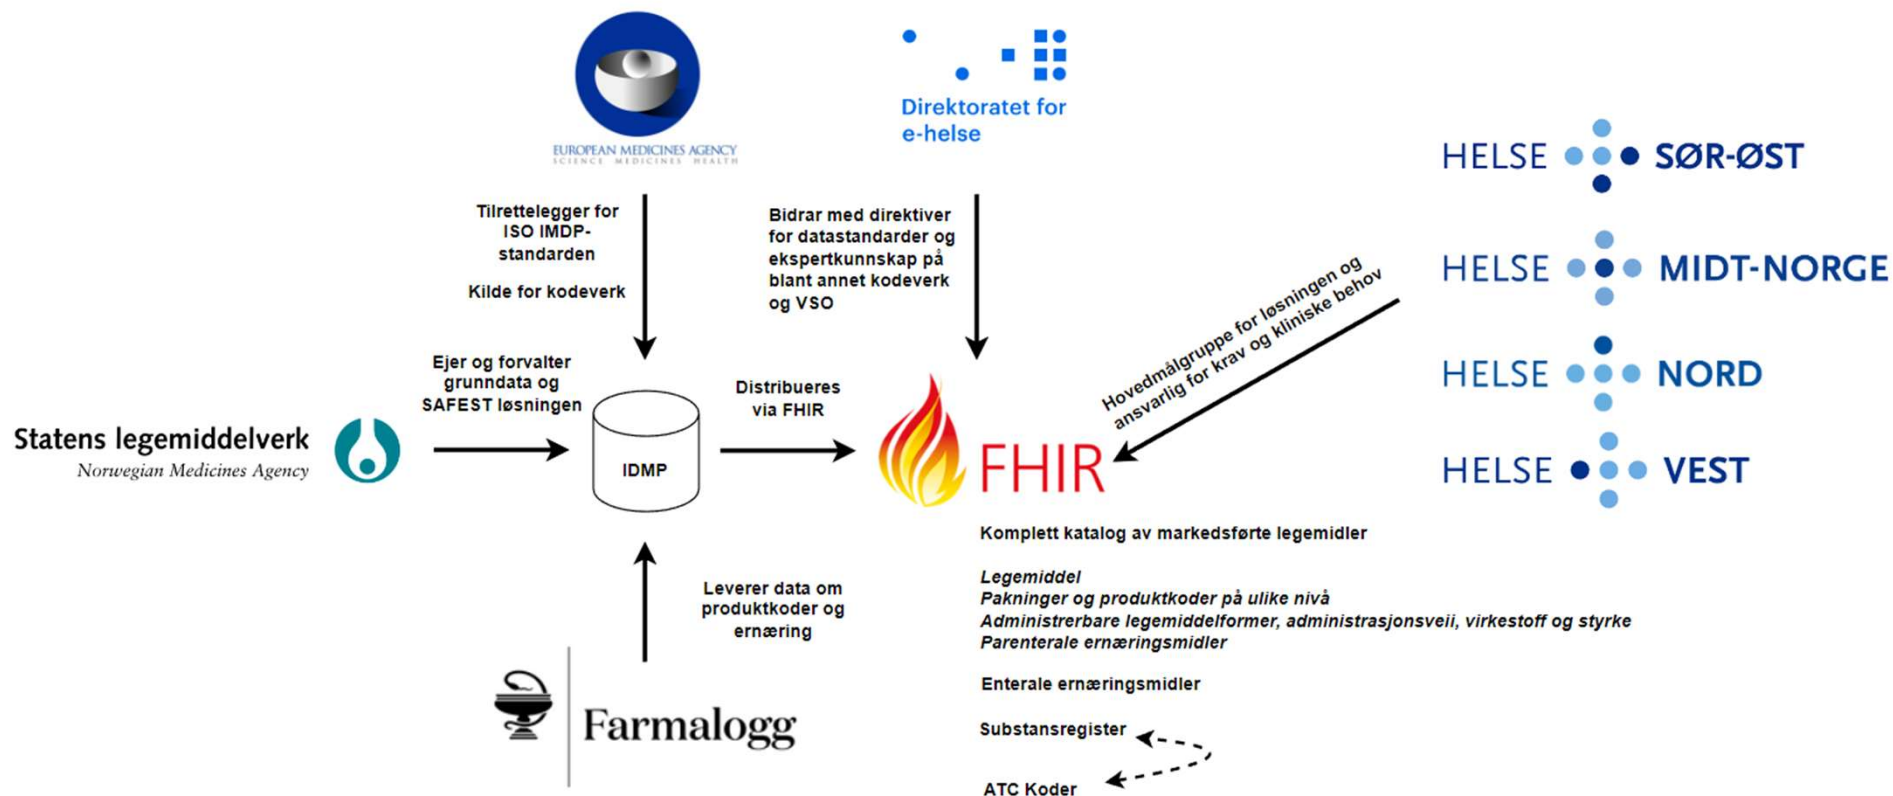 EUROPEAN MEDICINES AGENCY
SCIENCE MEDICINES HEALTH
Direktoratet for
e-helse
HELSE SØR-ØST
HELSE MIDT-NORGE
HELSE NORD
HELSE VEST
Tilrettelegger for
ISO IMDP-
standarden
Kilde for kodeverk
Bidrar med direktiver
for datastandarder og
ekspertkunnskap på
blant annet kodeverk
og VSO
Hovedmålgruppe for løsningen og
ansvarlig for krav og kliniske behov
Statens legemiddelverk
Norwegian Medicines Agency
Ejer og forvalter
grunndata og
SAFEST løsningen
IDMP
Distribueres
via FHIR
FHIR
Leverer data om
produktkoder og
ernæring
Farmalogg
Komplett katalog av markedsførte legemidler
Legemiddel
Pakninger og produktkoder på ulike nivå
Administrerbare legemiddelformer, administrasjonsveii, virkestoff og styrke
Parenterale ernæringsmidler
Enterale ernæringsmidler
Substansregister
ATC Koder